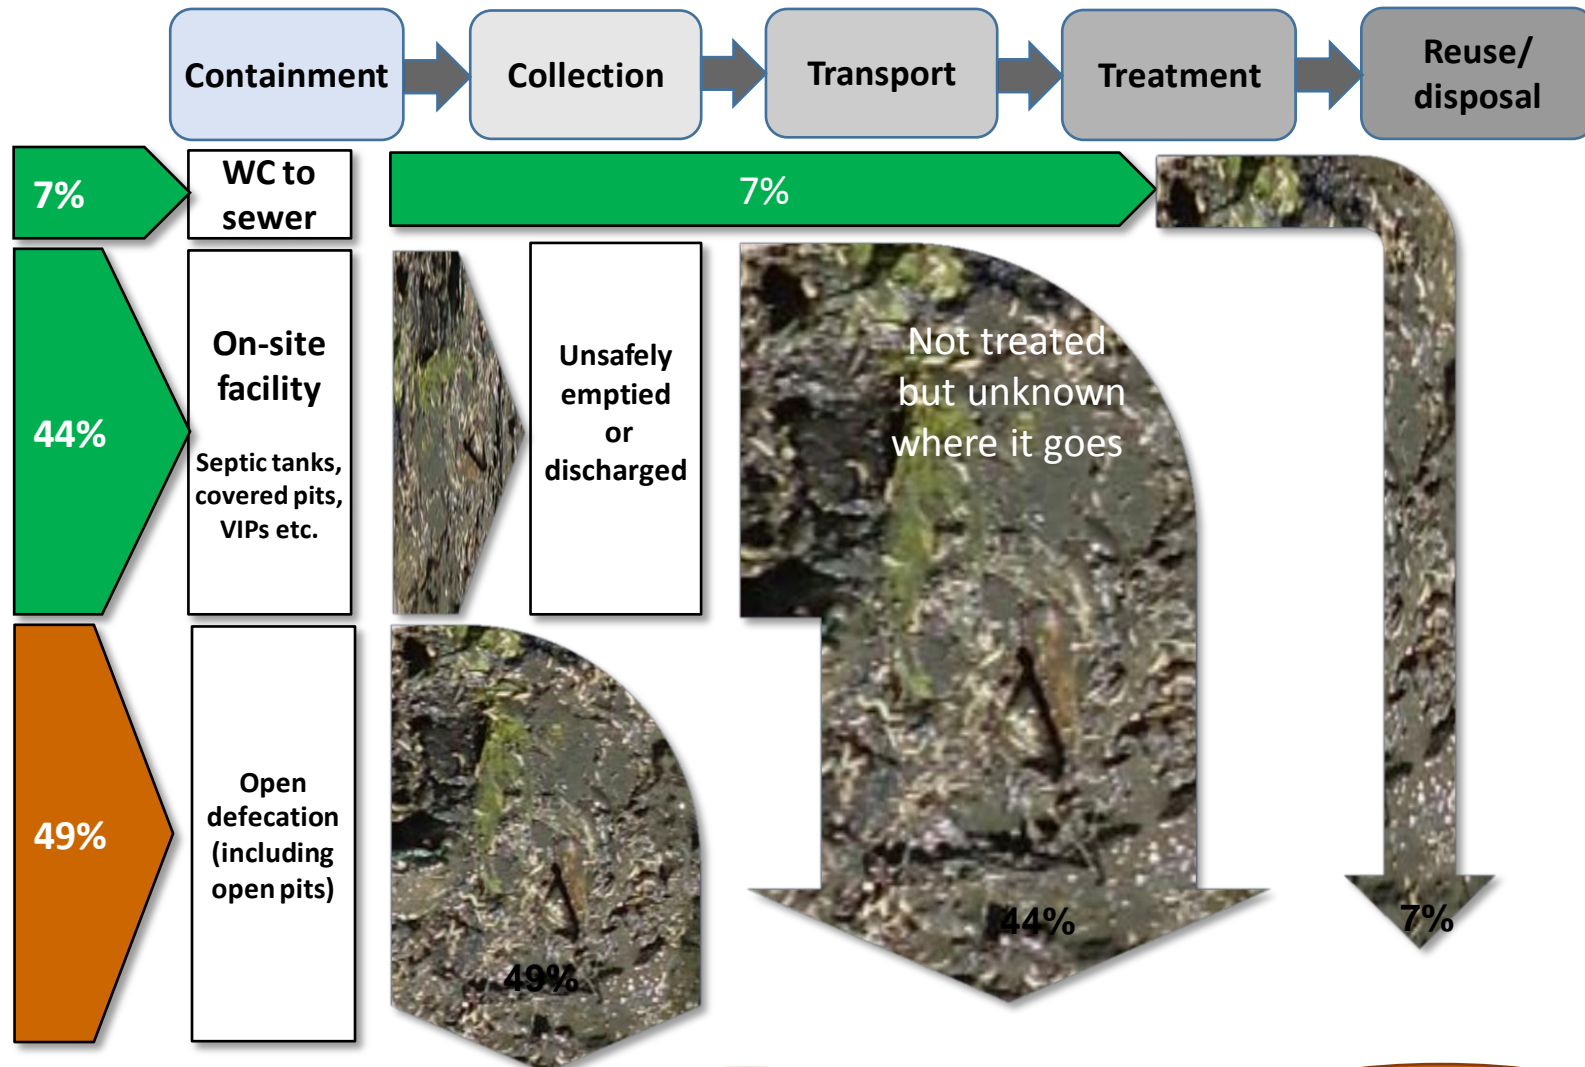 Containment
Collection
Transport
Treatment
Reuse/
disposal
7%
WC to
sewer
7%
44%
On-site
facility
Septic tanks,
covered pits,
VIPs etc.
Unsafely
emptied
or
discharged
Not treated
but unknown
where it goes
44%
7%
49%
Open
defecation
(including
open pits)
49%